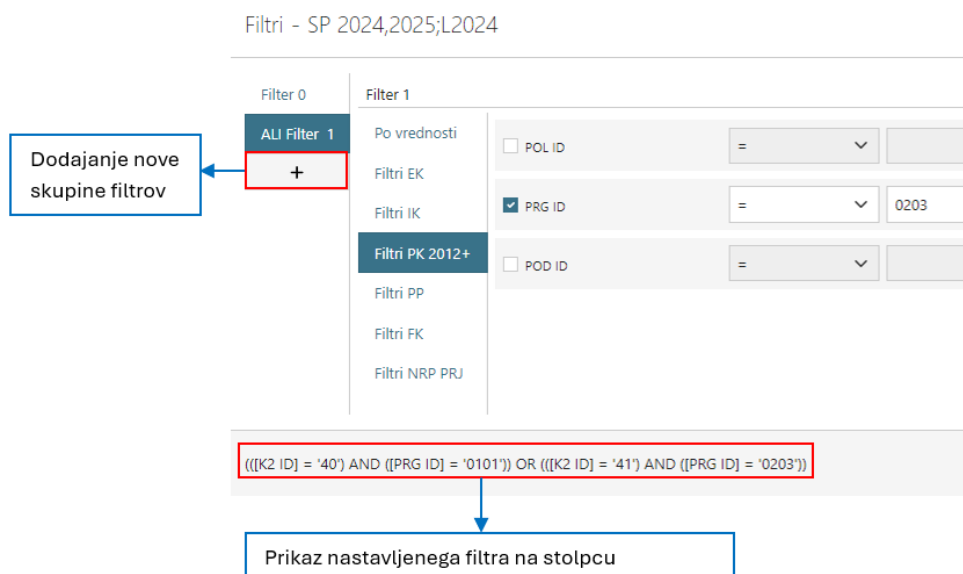 Filtri - SP 2024,2025;L2024
Filter 0
Filter 1
ALI Filter 1
+
Dodajanje nove
skupine filtrov
Po vrednosti
Filtri EK
Filtri IK
Filtri PK 2012+
Filtri PP
Filtri FK
Filtri NRP PRJ
POL ID =
PRG ID = 0203
POD ID =
(([K2 ID] = '40') AND ([PRG ID] = '0101')) OR (([K2 ID] = '41') AND ([PRG ID] = '0203'))
Prikaz nastavljenega filtra na stolpcu